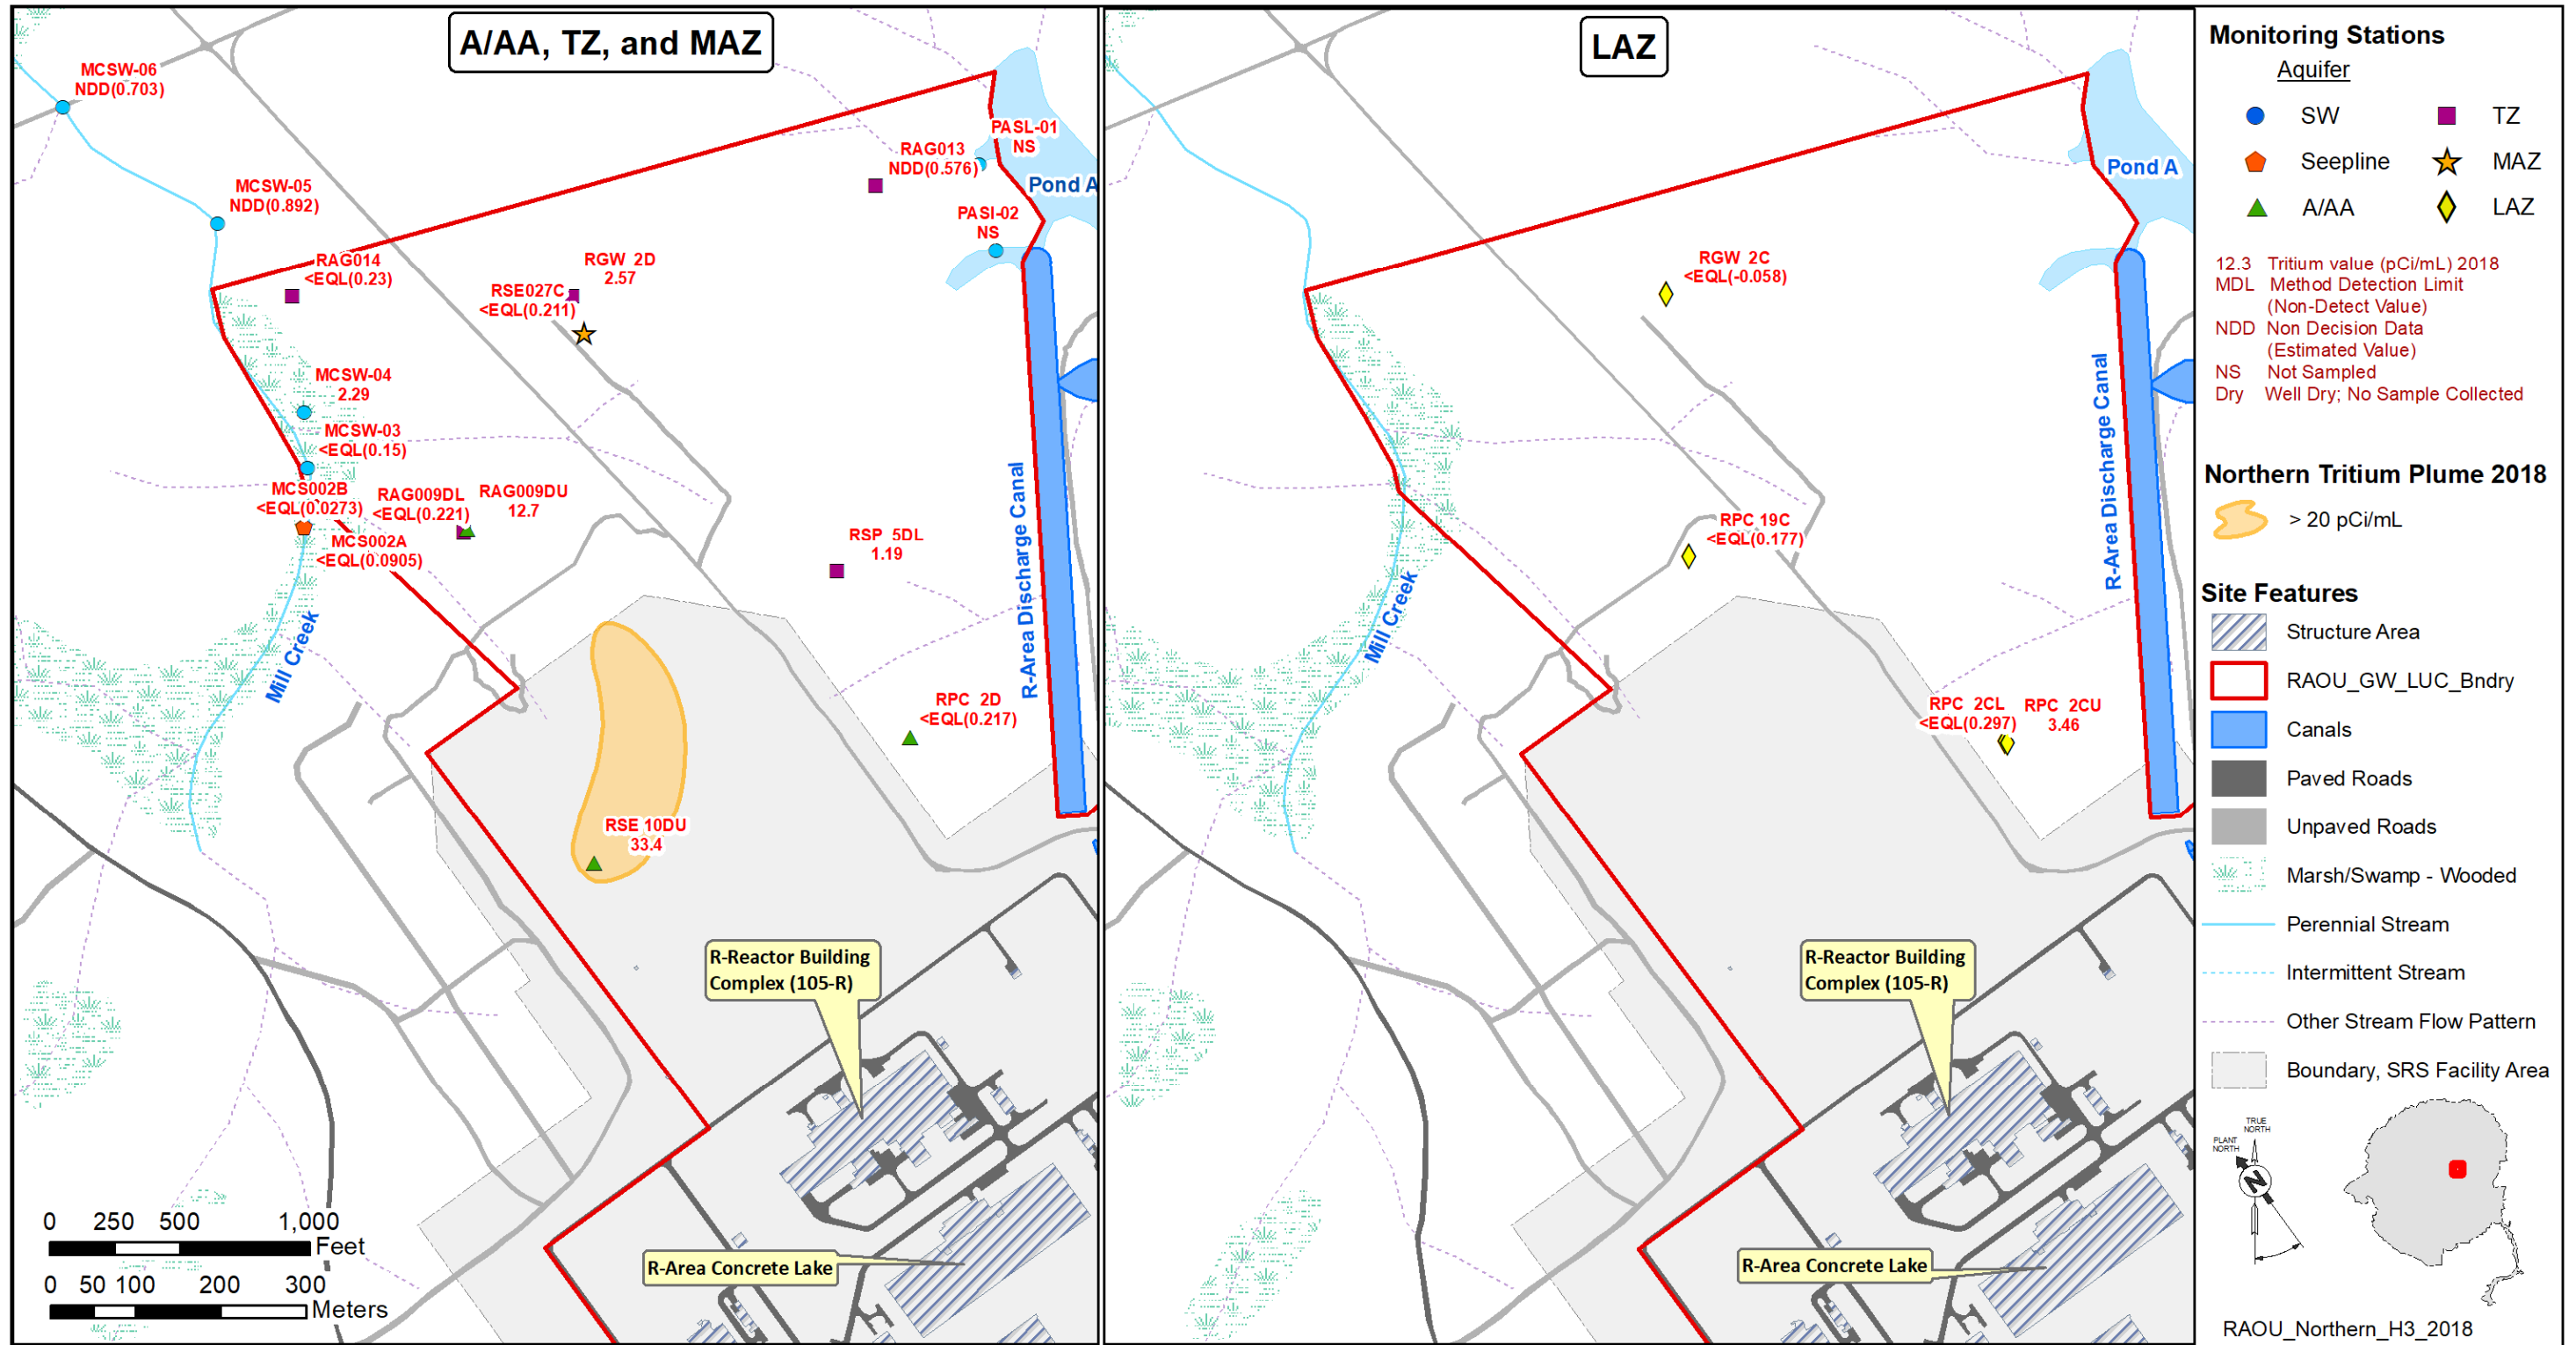 A/AA, TZ, and MAZ
MCSW-06
NDD(0.703)
MCSW-05
NDD(0.892)
RAG014
<EQL(0.23)
RGW 2D
2.57
RSE027C
<EQL(0.211)
RAG013
NDD(0.576)
PASL-01
NS
Pond A
PASI-02
NS
MCSW-04
2.29
MCSW-03
<EQL(0.15)
MCS002B
<EQL(0.0273)
RAG009DL
<EQL(0.221)
RAG009DU
12.7
MCS002A
<EQL(0.0905)
RSP 5DL
1.19
R-Area Discharge Canal
Mill Creek
RPC 2D
<EQL(0.217)
RSE 10DU
33.4
R-Reactor Building
Complex (105-R)
R-Area Concrete Lake
0 250 500 1,000
Feet
0 50 100 200 300
Meters
LAZ
Pond A
RGW 2C
<EQL(-0.058)
RPC 19C
<EQL(0.177)
R-Area Discharge Canal
Mill Creek
RPC 2CL
<EQL(0.297)
RPC 2CU
3.46
R-Reactor Building
Complex (105-R)
R-Area Concrete Lake
Monitoring Stations
Aquifer
SW TZ
Seepline MAZ
A/AA LAZ
12.3 Tritium value (pCi/mL) 2018
MDL Method Detection Limit
(Non-Detect Value)
NDD Non Decision Data
(Estimated Value)
NS Not Sampled
Dry Well Dry; No Sample Collected
Northern Tritium Plume 2018
> 20 pCi/mL
Site Features
Structure Area
RAOU_GW_LUC_Bndry
Canals
Paved Roads
Unpaved Roads
Marsh/Swamp - Wooded
Perennial Stream
Intermittent Stream
Other Stream Flow Pattern
Boundary, SRS Facility Area
TRUE
NORTH
PLANT
NORTH
N
RAOU_Northern_H3_2018